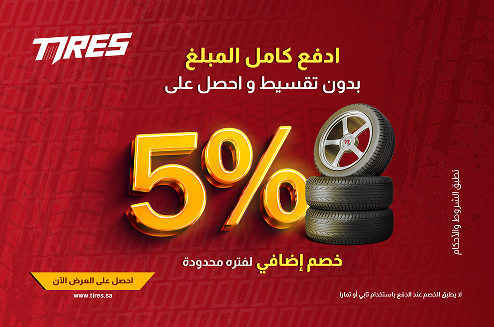 TIRES
ادفع كامل المبلغ
بدون تقسيط و احصل على
5%
خصم إضافي لفتره محدودة
تطبق الشروط والأحكام
احصل على العرض الآن
www.tires.sa
لا يطبق الخصم عند الدفع باستخدام تابي أو تمارا